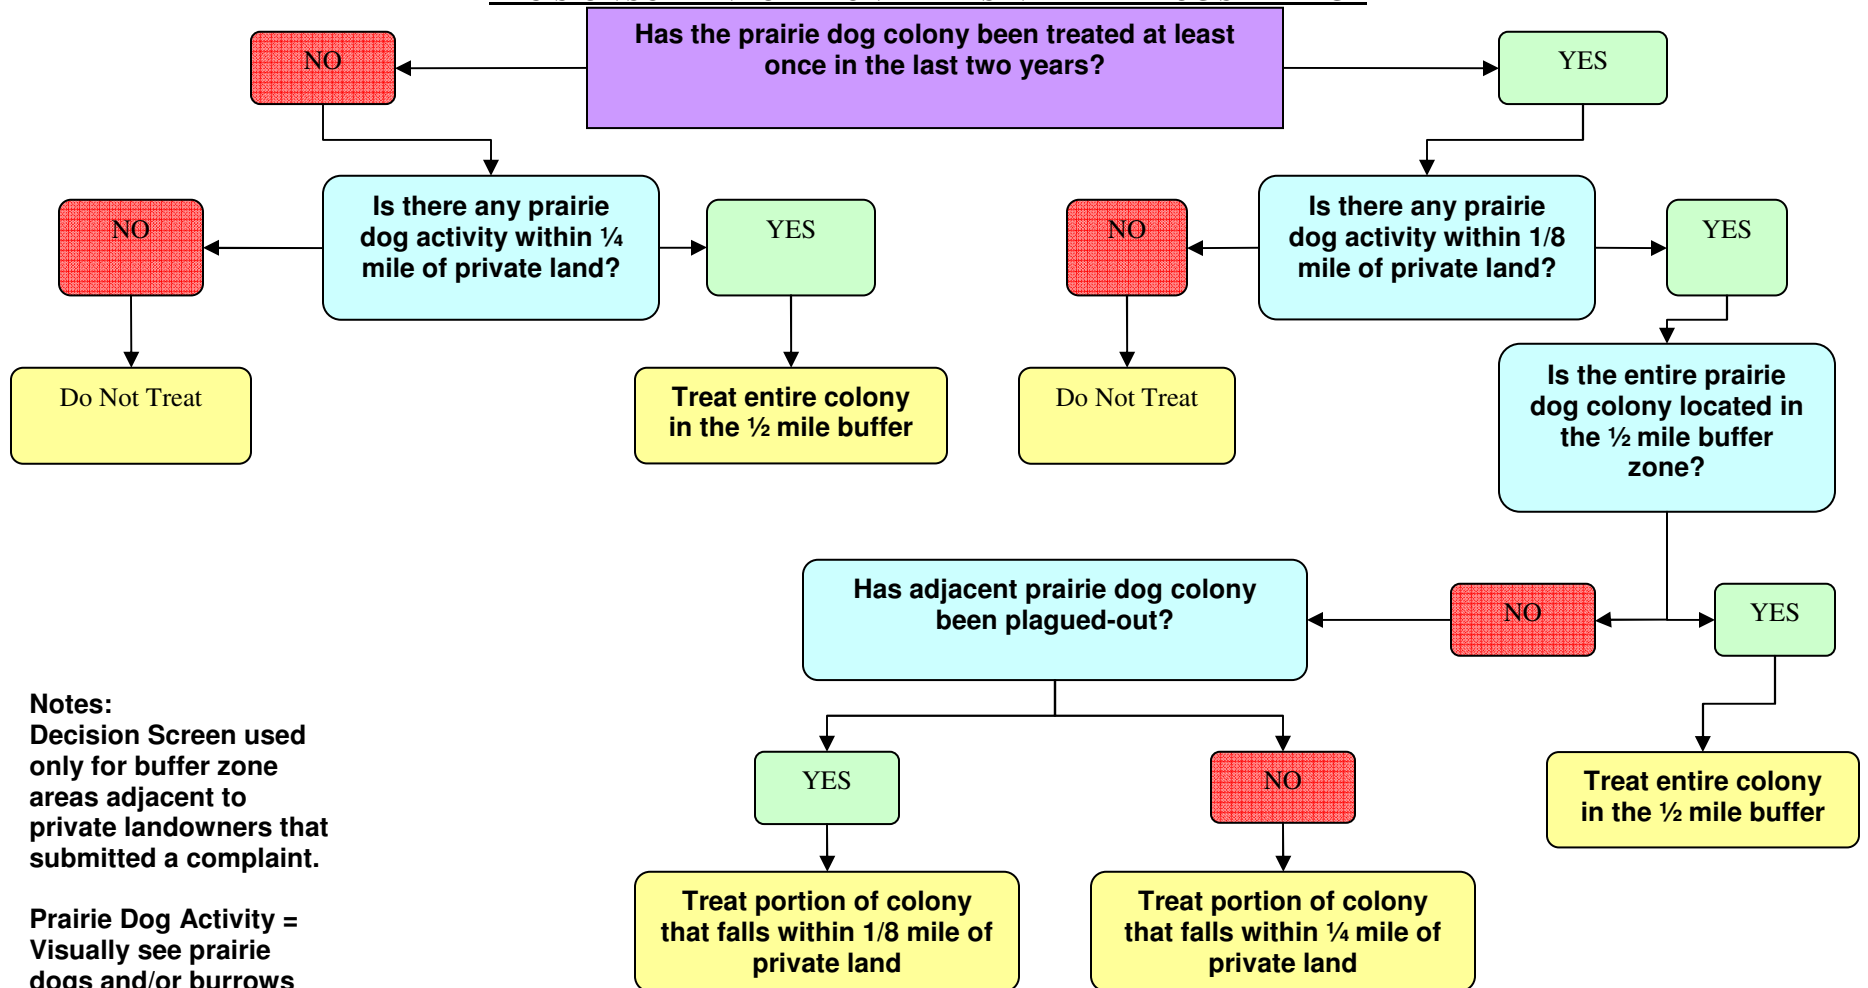 Has the prairie dog colony been treated at least
once in the last two years?
NO
YES
Is there any prairie
dog activity within ¼
mile of private land?
NO
YES
Is there any prairie
dog activity within 1/8
mile of private land?
NO
YES
Do Not Treat
Treat entire colony
in the ½ mile buffer
Do Not Treat
Is the entire prairie
dog colony located in
the ½ mile buffer
zone?
Has adjacent prairie dog colony
been plagued-out?
NO
YES
Notes:
Decision Screen used
only for buffer zone
areas adjacent to
private landowners that
submitted a complaint.
YES
NO
Treat entire colony
in the ½ mile buffer
Prairie Dog Activity =
Visually see prairie
dogs and/or burrows
Treat portion of colony
that falls within 1/8 mile of
private land
Treat portion of colony
that falls within ¼ mile of
private land